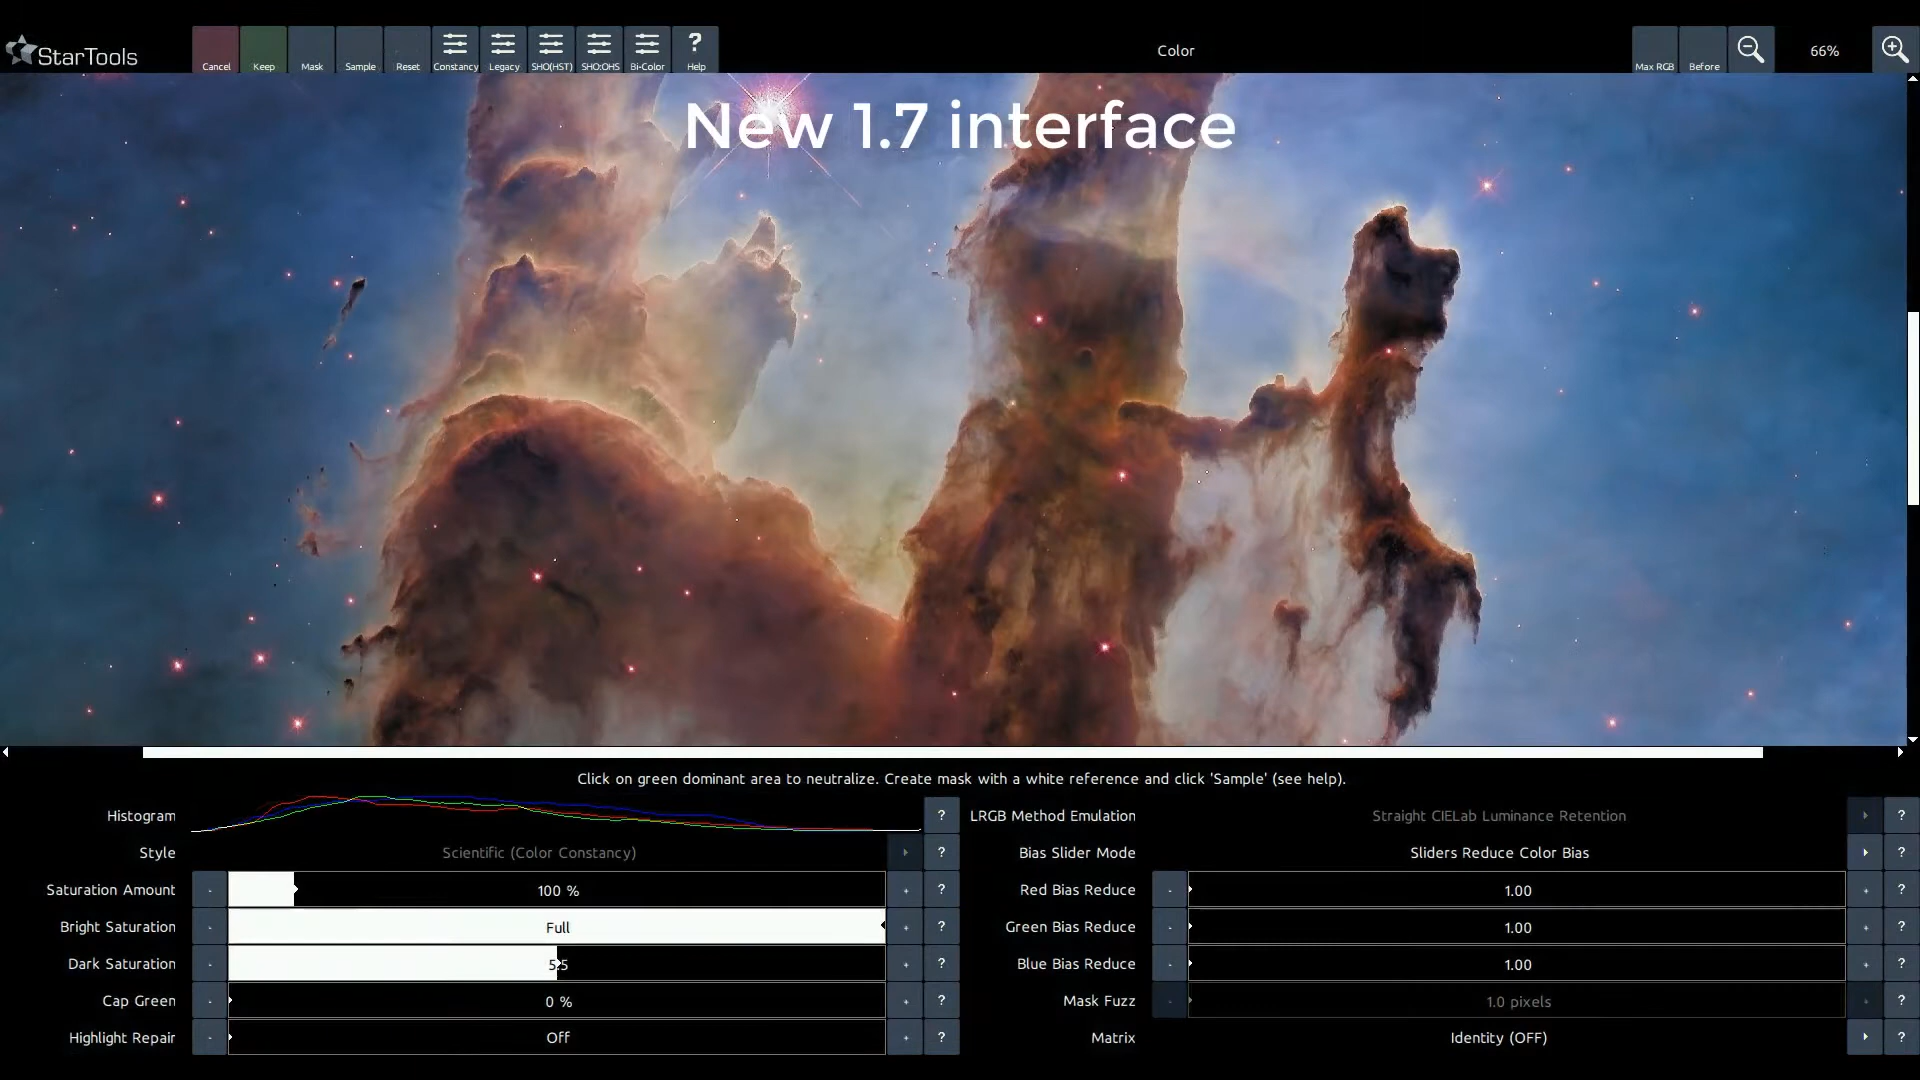 StarTools
Cancel Keep Mask Sample Reset Constancy Legacy SHO(HST) SHO:OHS Bi-Color ? Help
Color
Max RGB Before 66%
New 1.7 interface
Click on green dominant area to neutralize. Create mask with a white reference and click 'Sample' (see help).
Histogram ?
Style Scientific (Color Constancy) ?
Saturation Amount - 100 % + ?
Bright Saturation - Full + ?
Dark Saturation - 5.5 + ?
Cap Green - 0 % + ?
Highlight Repair - Off + ?
LRGB Method Emulation Straight CIELab Luminance Retention ?
Bias Slider Mode Sliders Reduce Color Bias ?
Red Bias Reduce - 1.00 + ?
Green Bias Reduce - 1.00 + ?
Blue Bias Reduce - 1.00 + ?
Mask Fuzz - 1.0 pixels + ?
Matrix Identity (OFF) ?